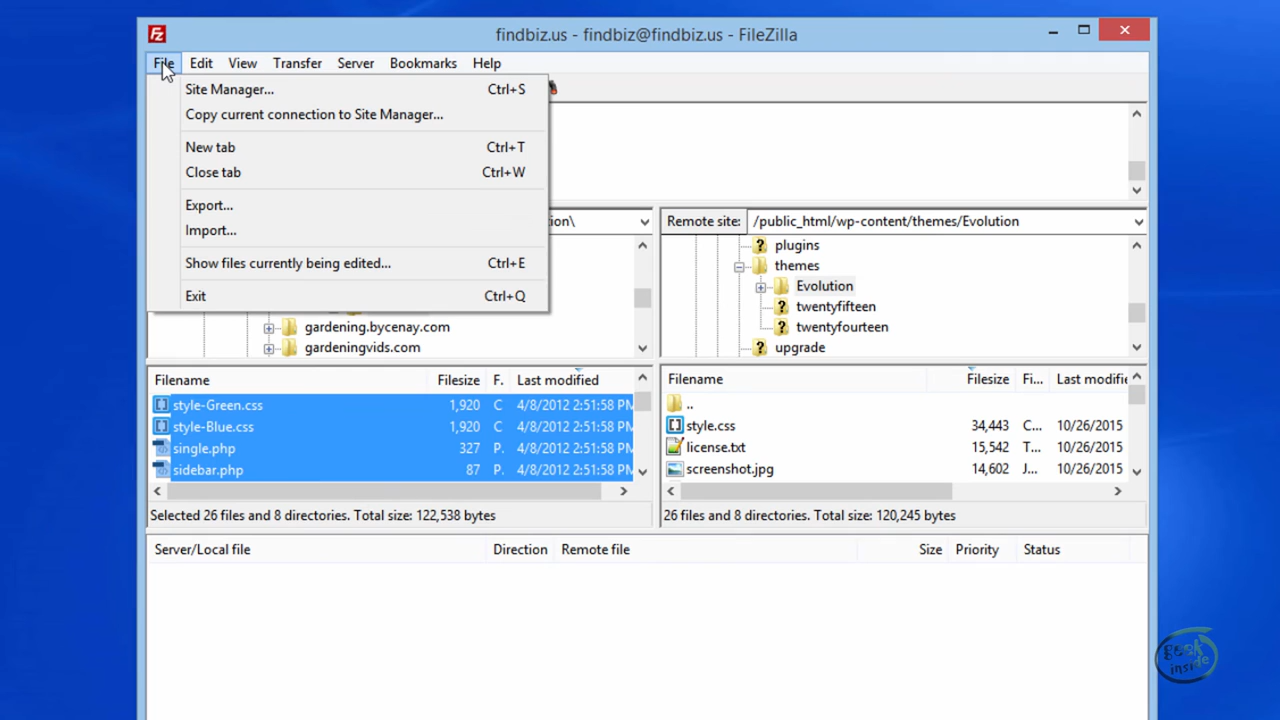 findbiz.us - findbiz@findbiz.us - FileZilla
File Edit View Transfer Server Bookmarks Help
Site Manager... Ctrl+S
Copy current connection to Site Manager...
New tab Ctrl+T
Close tab Ctrl+W
Export...
Import...
Show files currently being edited... Ctrl+E
Exit Ctrl+Q
gardening.bycenay.com
gardeningvids.com
Remote site: /public_html/wp-content/themes/Evolution
plugins
themes
Evolution
twentyfifteen
twentyfourteen
upgrade
Filename Filesize F. Last modified
style-Green.css 1,920 C 4/8/2012 2:51:58 PM
style-Blue.css 1,920 C 4/8/2012 2:51:58 PM
single.php 327 P. 4/8/2012 2:51:58 PM
sidebar.php 87 P. 4/8/2012 2:51:58 PM
Selected 26 files and 8 directories. Total size: 122,538 bytes
Filename Filesize Fi... Last modifie
..
style.css 34,443 C... 10/26/2015
license.txt 15,542 T... 10/26/2015
screenshot.jpg 14,602 J... 10/26/2015
26 files and 8 directories. Total size: 120,245 bytes
Server/Local file Direction Remote file Size Priority Status
geek
inside